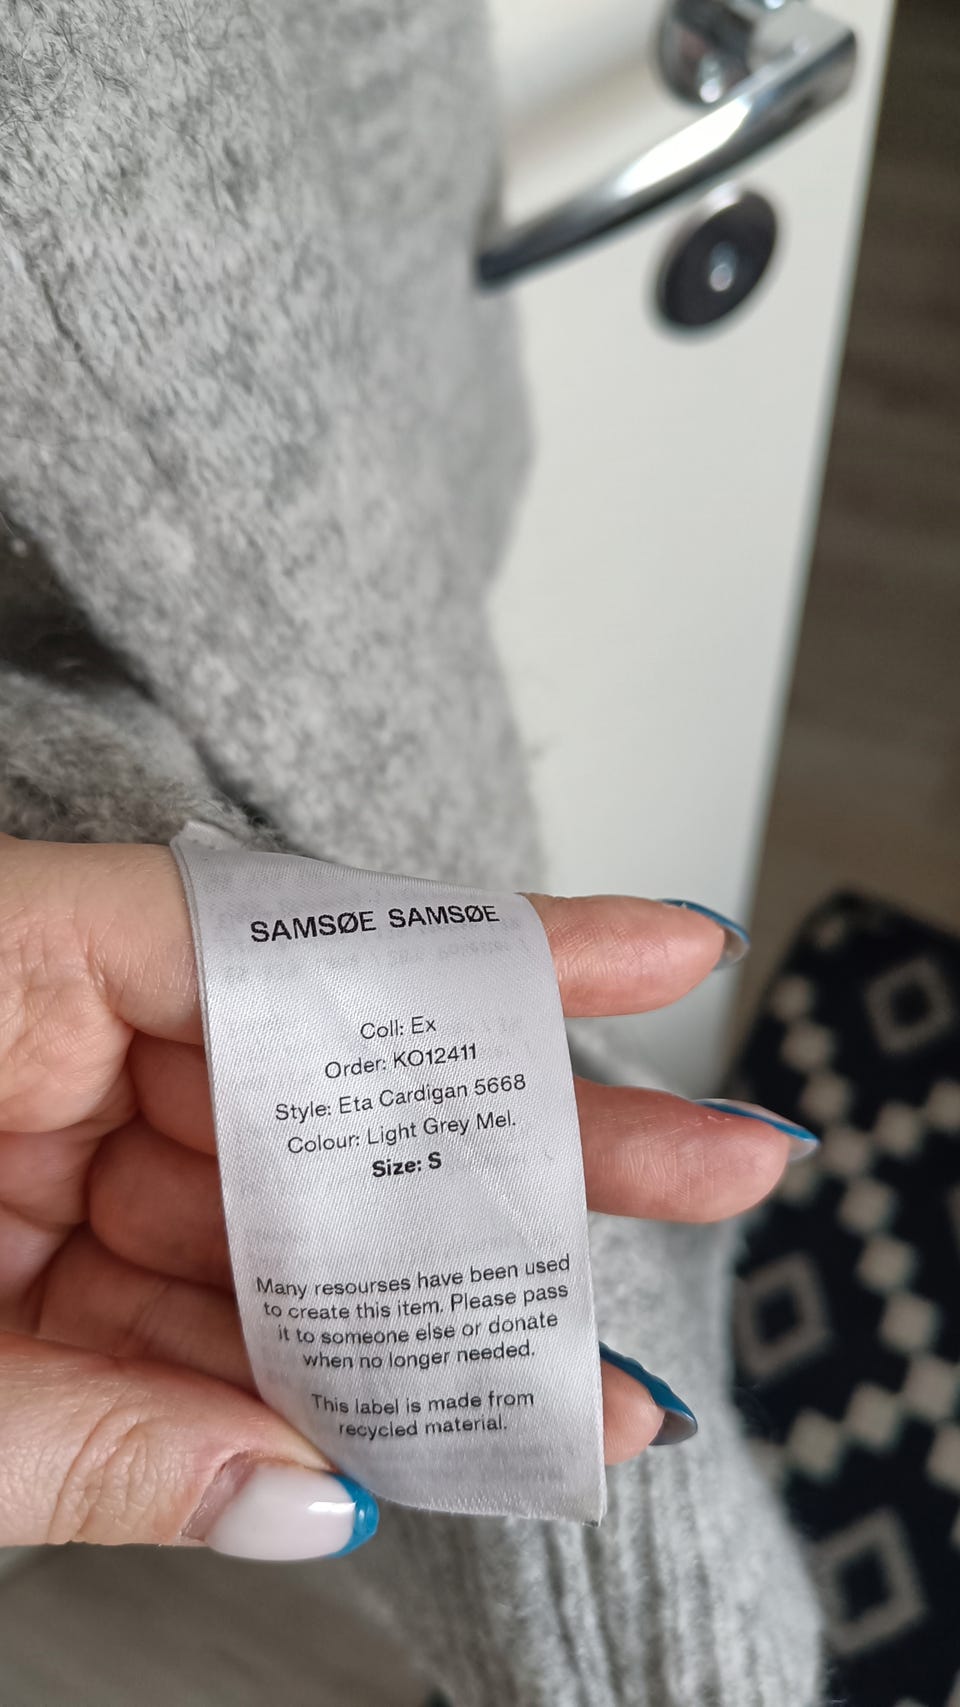 SAMSØE SAMSØE
Coll: Ex
Order: KO12411
Style: Eta Cardigan 5668
Colour: Light Grey Mel.
Size: S
Many resourses have been used
to create this item. Please pass
it to someone else or donate
when no longer needed.
This label is made from
recycled material.